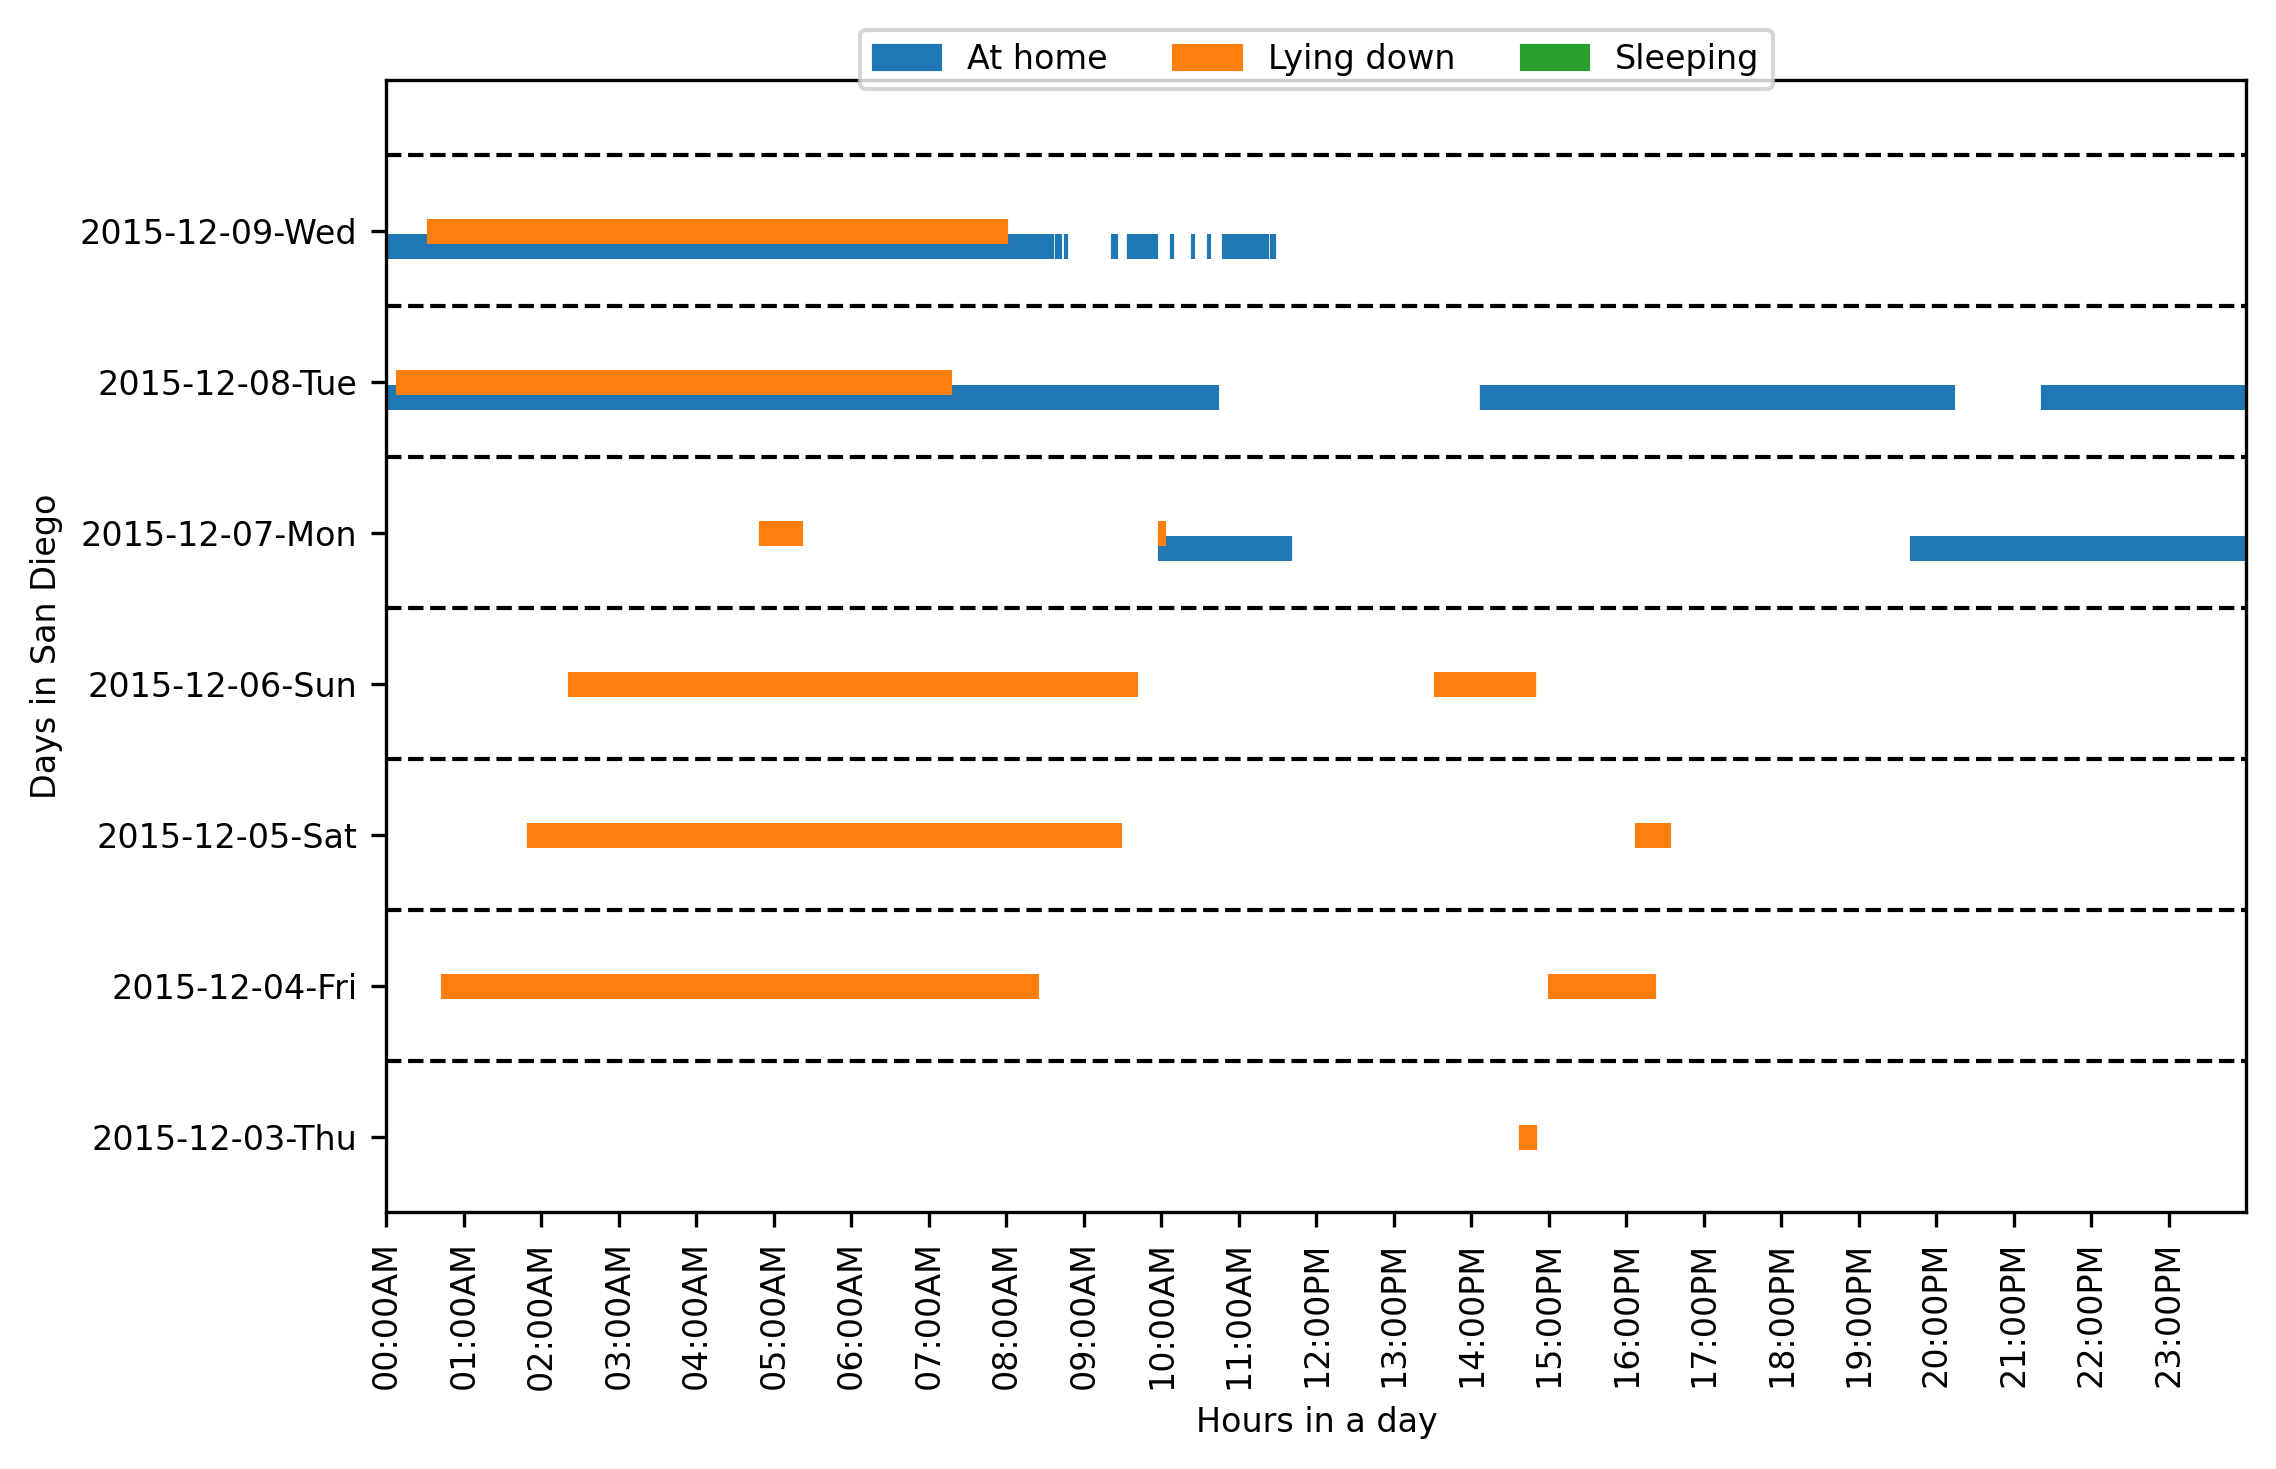 At home Lying down Sleeping
2015-12-09-Wed
2015-12-08-Tue
2015-12-07-Mon
2015-12-06-Sun
2015-12-05-Sat
2015-12-04-Fri
2015-12-03-Thu
Days in San Diego
00:00AM 01:00AM 02:00AM 03:00AM 04:00AM 05:00AM 06:00AM 07:00AM 08:00AM 09:00AM 10:00AM 11:00AM 12:00PM 13:00PM 14:00PM 15:00PM 16:00PM 17:00PM 18:00PM 19:00PM 20:00PM 21:00PM 22:00PM 23:00PM
Hours in a day